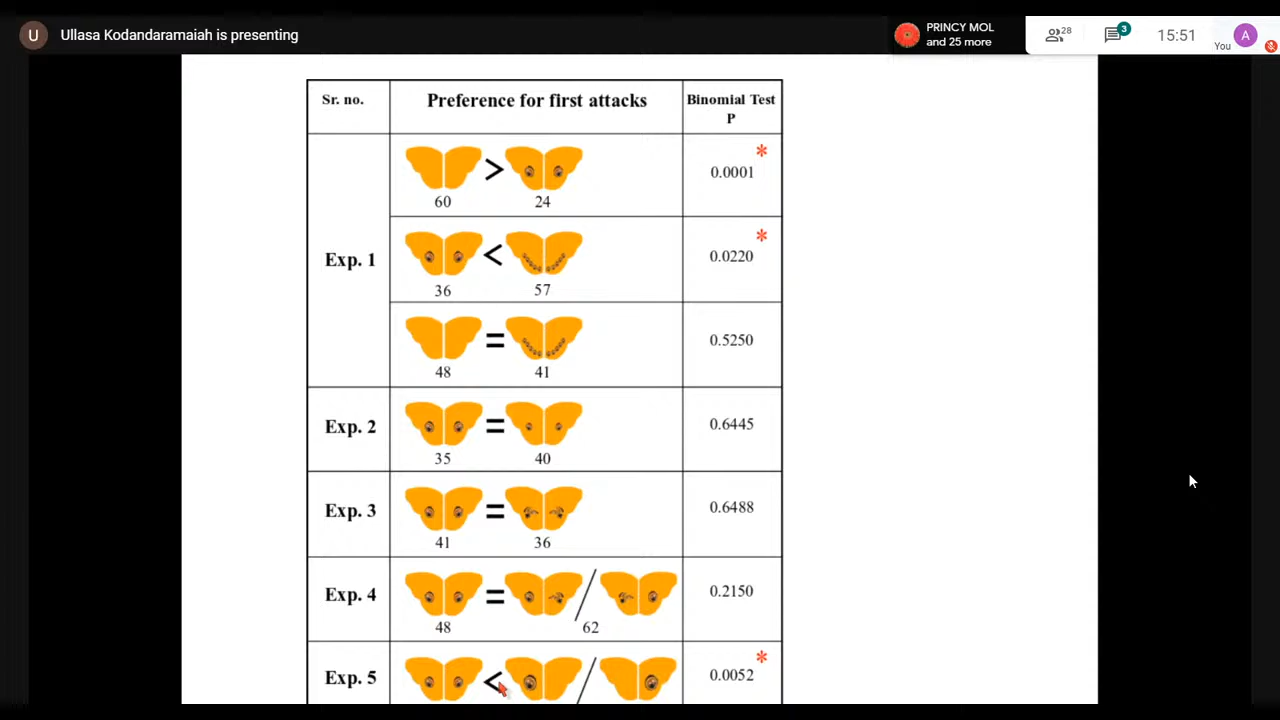 U Ullasa Kodandaramaiah is presenting
PRINCY MOL
and 25 more
28
3
15:51
You A
Sr. no. Preference for first attacks Binomial Test
P
> *
0.0001
60 24
Exp. 1 < *
0.0220
36 57
= 0.5250
48 41
Exp. 2 = 0.6445
35 40
Exp. 3 = 0.6488
41 36
Exp. 4 = / 0.2150
48 62
Exp. 5 < / *
0.0052